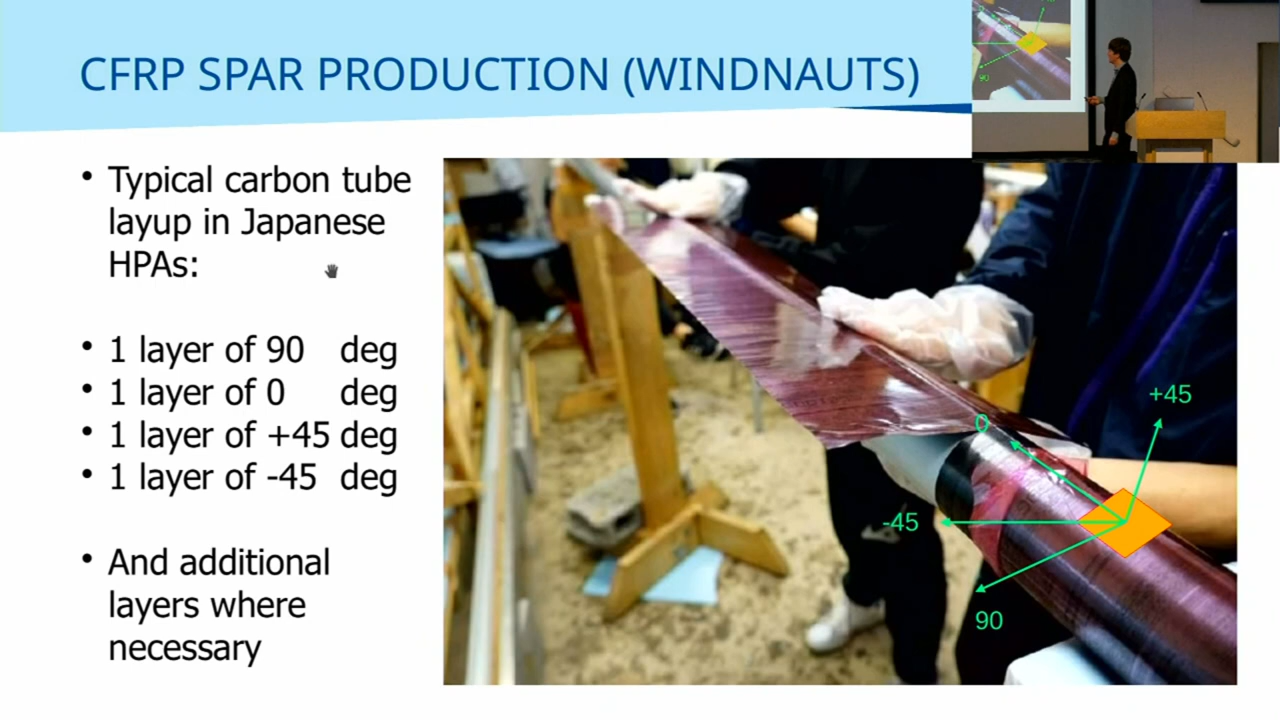 CFRP SPAR PRODUCTION (WINDNAUTS)
• Typical carbon tube
layup in Japanese
HPAs:
• 1 layer of 90 deg
• 1 layer of 0 deg
• 1 layer of +45 deg
• 1 layer of -45 deg
• And additional
layers where
necessary
+45
0
-45
90
90